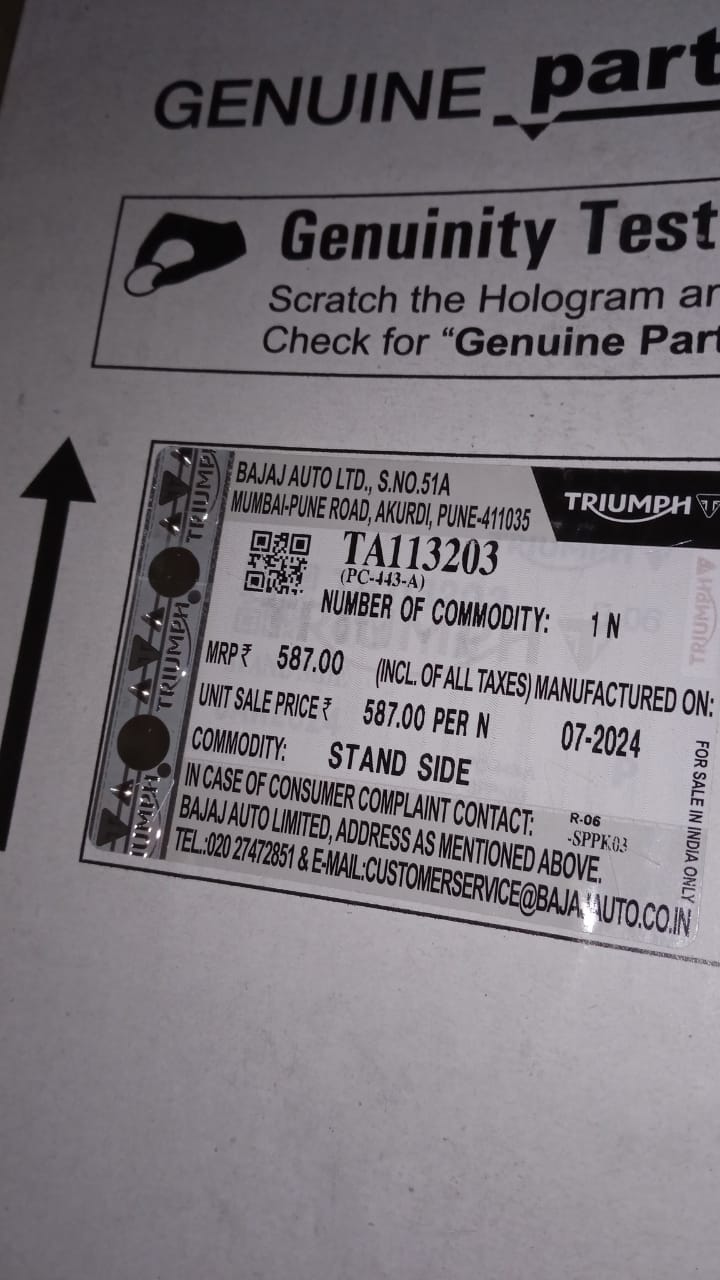 GENUINE part
Genuinity Test
Scratch the Hologram
Check for “Genuine Par
BAJAJ AUTO LTD., S.NO.51A
MUMBAI-PUNE ROAD, AKURDI, PUNE-411035
TRIUMPH
TA113203
(PC-443-A)
NUMBER OF COMMODITY: 1 N
MRP ₹ 587.00 (INCL. OF ALL TAXES) MANUFACTURED ON:
UNIT SALE PRICE ₹ 587.00 PER N 07-2024
COMMODITY: STAND SIDE
IN CASE OF CONSUMER COMPLAINT CONTACT: R-06
BAJAJ AUTO LIMITED, ADDRESS AS MENTIONED ABOVE. -SPPK03
TEL.:020 27472851 & E-MAIL:CUSTOMERSERVICE@BAJAJAUTO.CO.IN
FOR SALE IN INDIA ONLY
TRIUMPH
TRIUMPH